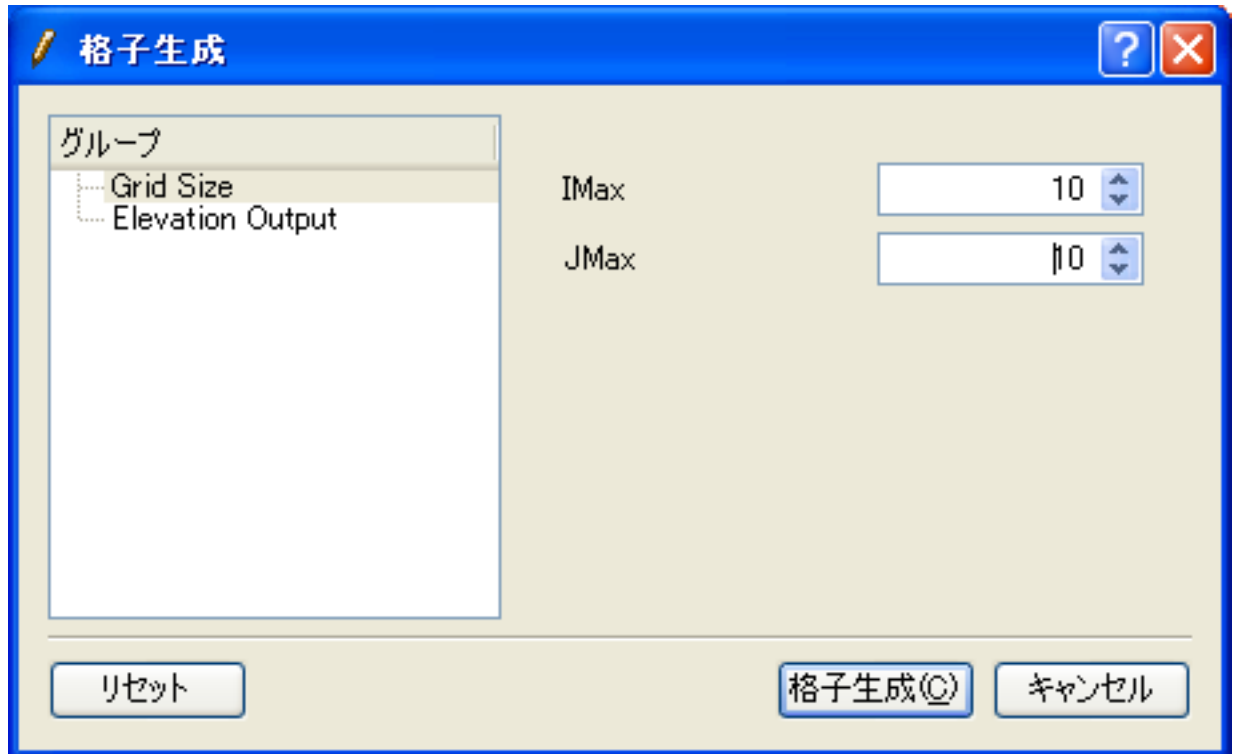 格子生成
グループ
Grid Size
Elevation Output
IMax 10
JMax 10
リセット
格子生成(C)
キャンセル